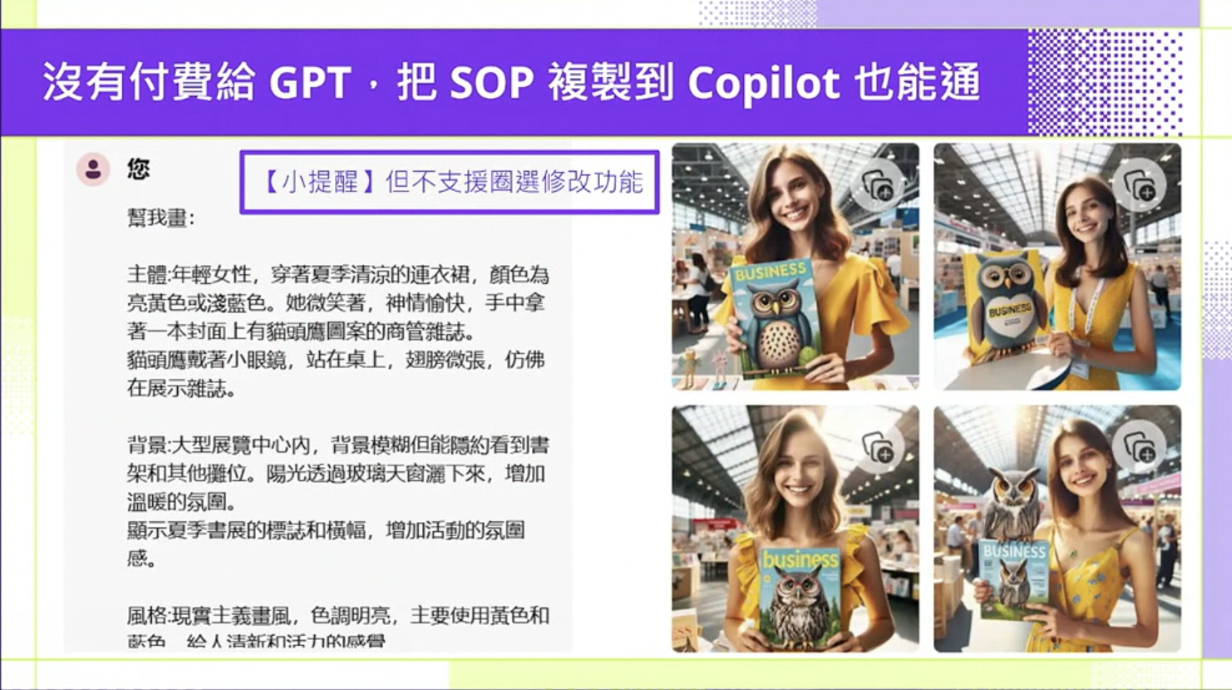 沒有付費給 GPT，把 SOP 複製到 Copilot 也能通
您
【小提醒】但不支援圈選修改功能
幫我畫：
主體:年輕女性，穿著夏季清涼的連衣裙，顏色為
亮黃色或淺藍色。她微笑著，神情愉快，手中拿
著一本封面上有貓頭鷹圖案的商管雜誌。
貓頭鷹戴著小眼鏡，站在桌上，翅膀微張，仿佛
在展示雜誌。
背景:大型展覽中心內，背景模糊但能隱約看到書
架和其他攤位。陽光透過玻璃天窗灑下來，增加
溫暖的氛圍。
顯示夏季書展的標誌和橫幅，增加活動的氛圍
感。
風格:現實主義畫風，色調明亮，主要使用黃色和
藍色，給人清新和活力的感覺
BUSINESS
BUSINESS
business
BUSINESS